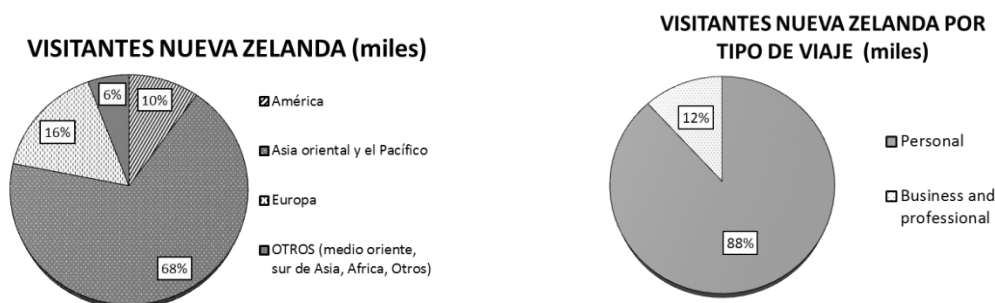 VISITANTES NUEVA ZELANDA (miles)
6%
10%
16%
68%
América
Asia oriental y el Pacífico
Europa
OTROS (medio oriente,
sur de Asia, Africa, Otros)
VISITANTES NUEVA ZELANDA POR
TIPO DE VIAJE (miles)
12%
88%
Personal
Business and
professional